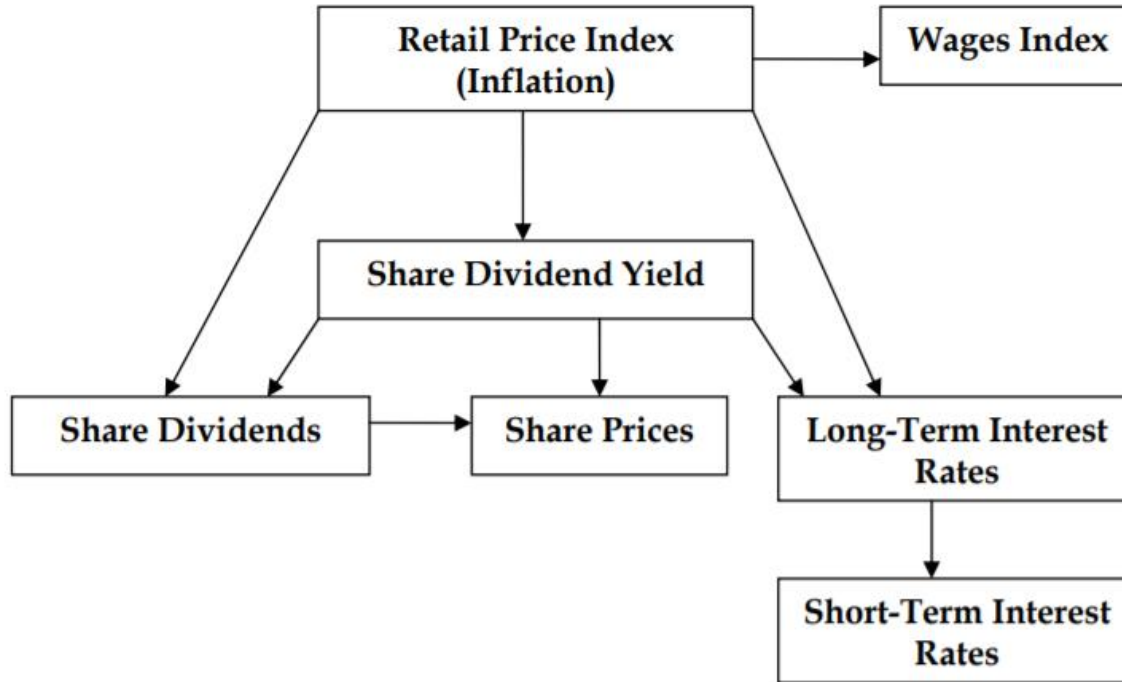 Retail Price Index
(Inflation)
Wages Index
Share Dividend Yield
Share Dividends
Share Prices
Long-Term Interest
Rates
Short-Term Interest
Rates